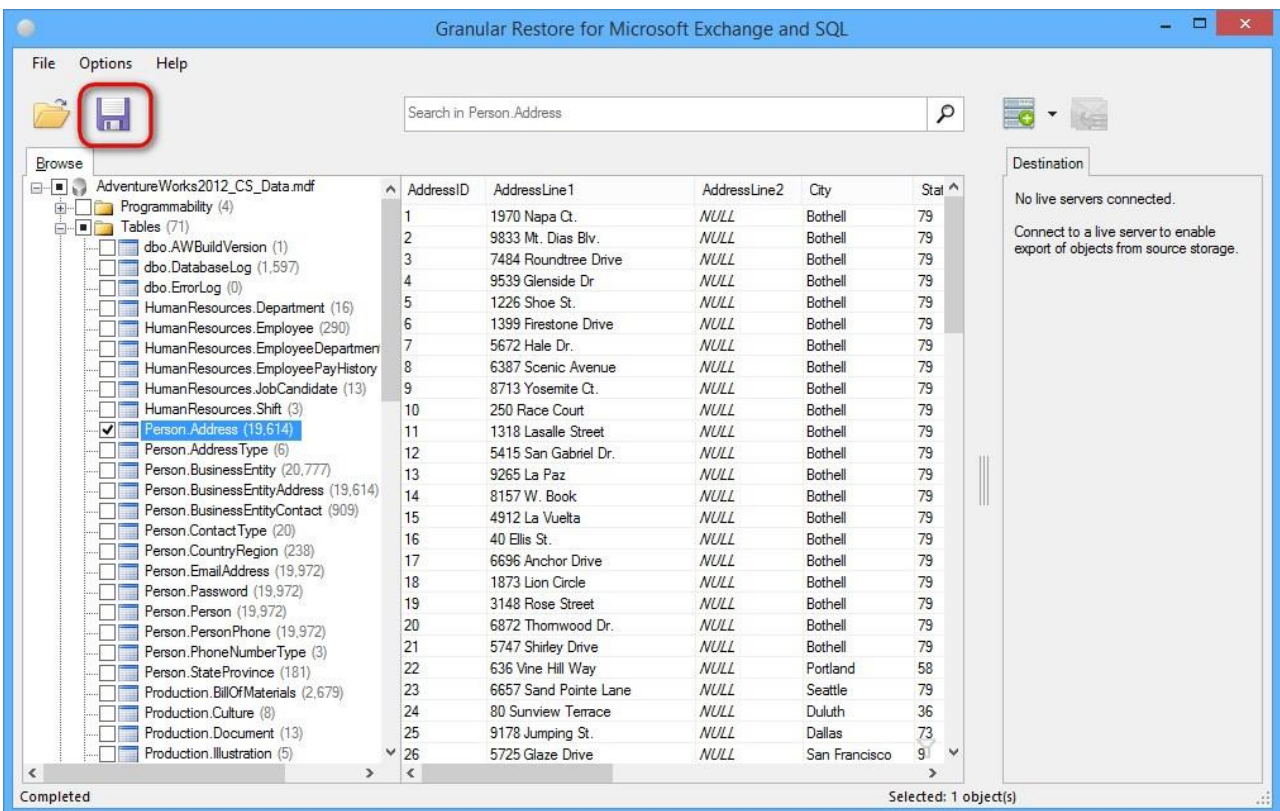 Granular Restore for Microsoft Exchange and SQL
File Options Help
Search in Person.Address
Browse
AdventureWorks2012_CS_Data.mdf
Programmability (4)
Tables (71)
dbo.AWBuildVersion (1)
dbo.DatabaseLog (1,597)
dbo.ErrorLog (0)
HumanResources.Department (16)
HumanResources.Employee (290)
HumanResources.EmployeeDepartment
HumanResources.EmployeePayHistory
HumanResources.JobCandidate (13)
HumanResources.Shift (3)
Person.Address (19,614)
Person.AddressType (6)
Person.BusinessEntity (20,777)
Person.BusinessEntityAddress (19,614)
Person.BusinessEntityContact (909)
Person.ContactType (20)
Person.CountryRegion (238)
Person.EmailAddress (19,972)
Person.Password (19,972)
Person.Person (19,972)
Person.PersonPhone (19,972)
Person.PhoneNumberType (3)
Person.StateProvince (181)
Production.BillOfMaterials (2,679)
Production.Culture (8)
Production.Document (13)
Production.Illustration (5)
AddressID AddressLine1 AddressLine2 City Stat
1 1970 Napa Ct. NULL Bothell 79
2 9833 Mt. Dias Blv. NULL Bothell 79
3 7484 Roundtree Drive NULL Bothell 79
4 9539 Glenside Dr NULL Bothell 79
5 1226 Shoe St. NULL Bothell 79
6 1399 Firestone Drive NULL Bothell 79
7 5672 Hale Dr. NULL Bothell 79
8 6387 Scenic Avenue NULL Bothell 79
9 8713 Yosemite Ct. NULL Bothell 79
10 250 Race Court NULL Bothell 79
11 1318 Lasalle Street NULL Bothell 79
12 5415 San Gabriel Dr. NULL Bothell 79
13 9265 La Paz NULL Bothell 79
14 8157 W. Book NULL Bothell 79
15 4912 La Vuelta NULL Bothell 79
16 40 Ellis St. NULL Bothell 79
17 6696 Anchor Drive NULL Bothell 79
18 1873 Lion Circle NULL Bothell 79
19 3148 Rose Street NULL Bothell 79
20 6872 Thornwood Dr. NULL Bothell 79
21 5747 Shirley Drive NULL Bothell 79
22 636 Vine Hill Way NULL Portland 58
23 6657 Sand Pointe Lane NULL Seattle 79
24 80 Sunview Terrace NULL Duluth 36
25 9178 Jumping St. NULL Dallas 73
26 5725 Glaze Drive NULL San Francisco 9
Destination
No live servers connected.
Connect to a live server to enable
export of objects from source storage.
Completed
Selected: 1 object(s)